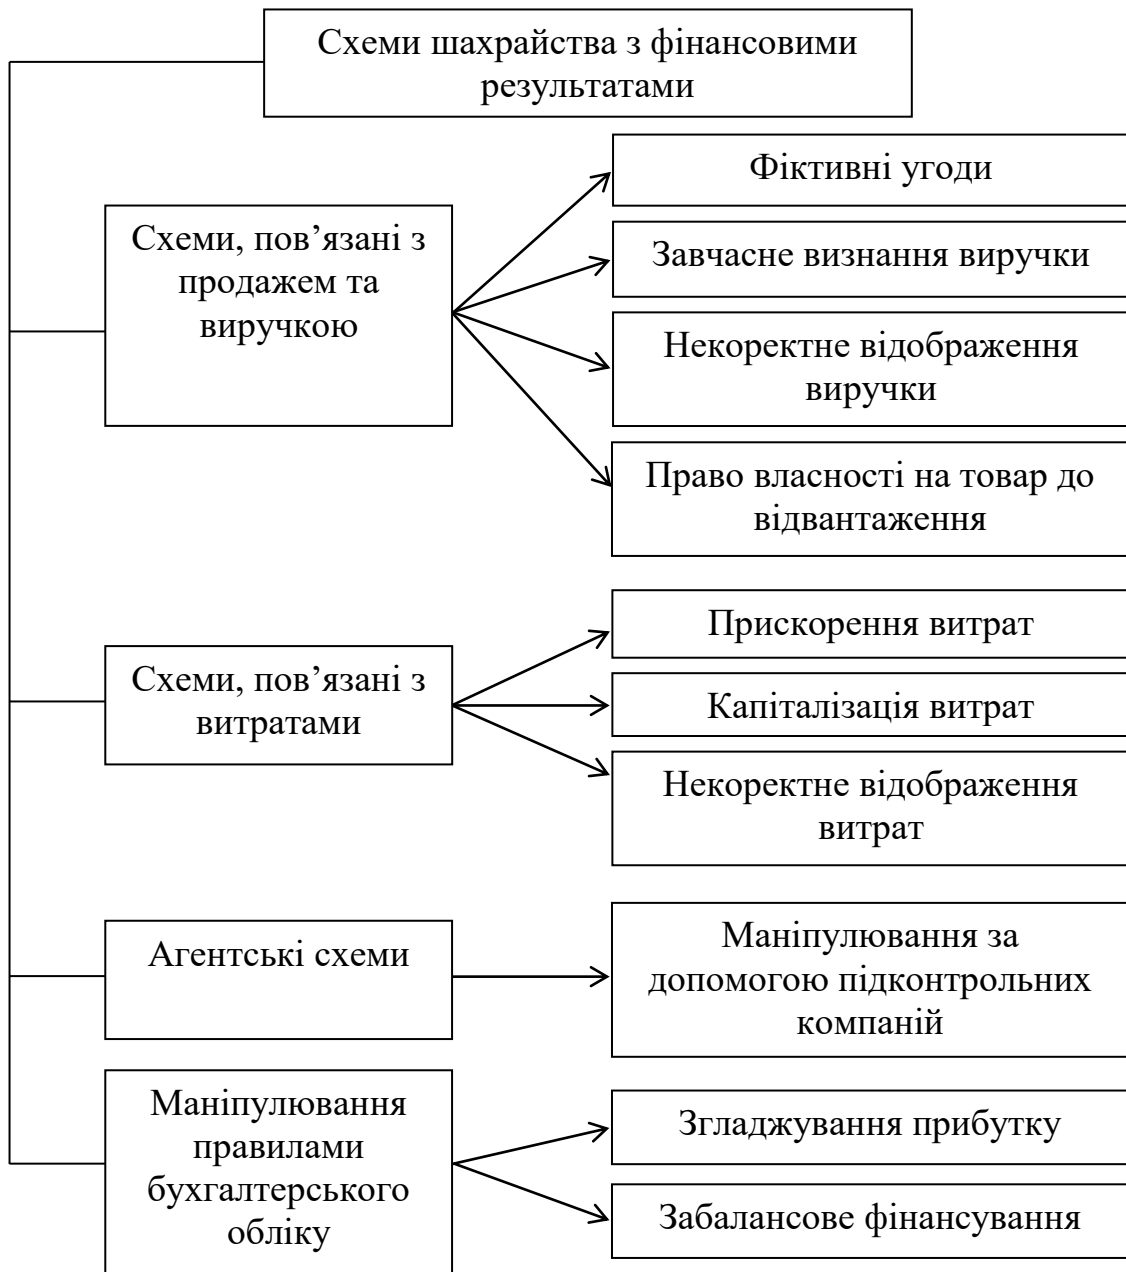 Схеми шахрайства з фінансовими
результатами
Схеми, пов’язані з
продажем та
виручкою
Фіктивні угоди
Завчасне визнання виручки
Некоректне відображення
виручки
Право власності на товар до
відвантаження
Схеми, пов’язані з
витратами
Прискорення витрат
Капіталізація витрат
Некоректне відображення
витрат
Агентські схеми
Маніпулювання за
допомогою підконтрольних
компаній
Маніпулювання
правилами
бухгалтерського
обліку
Згладжування прибутку
Забалансове фінансування